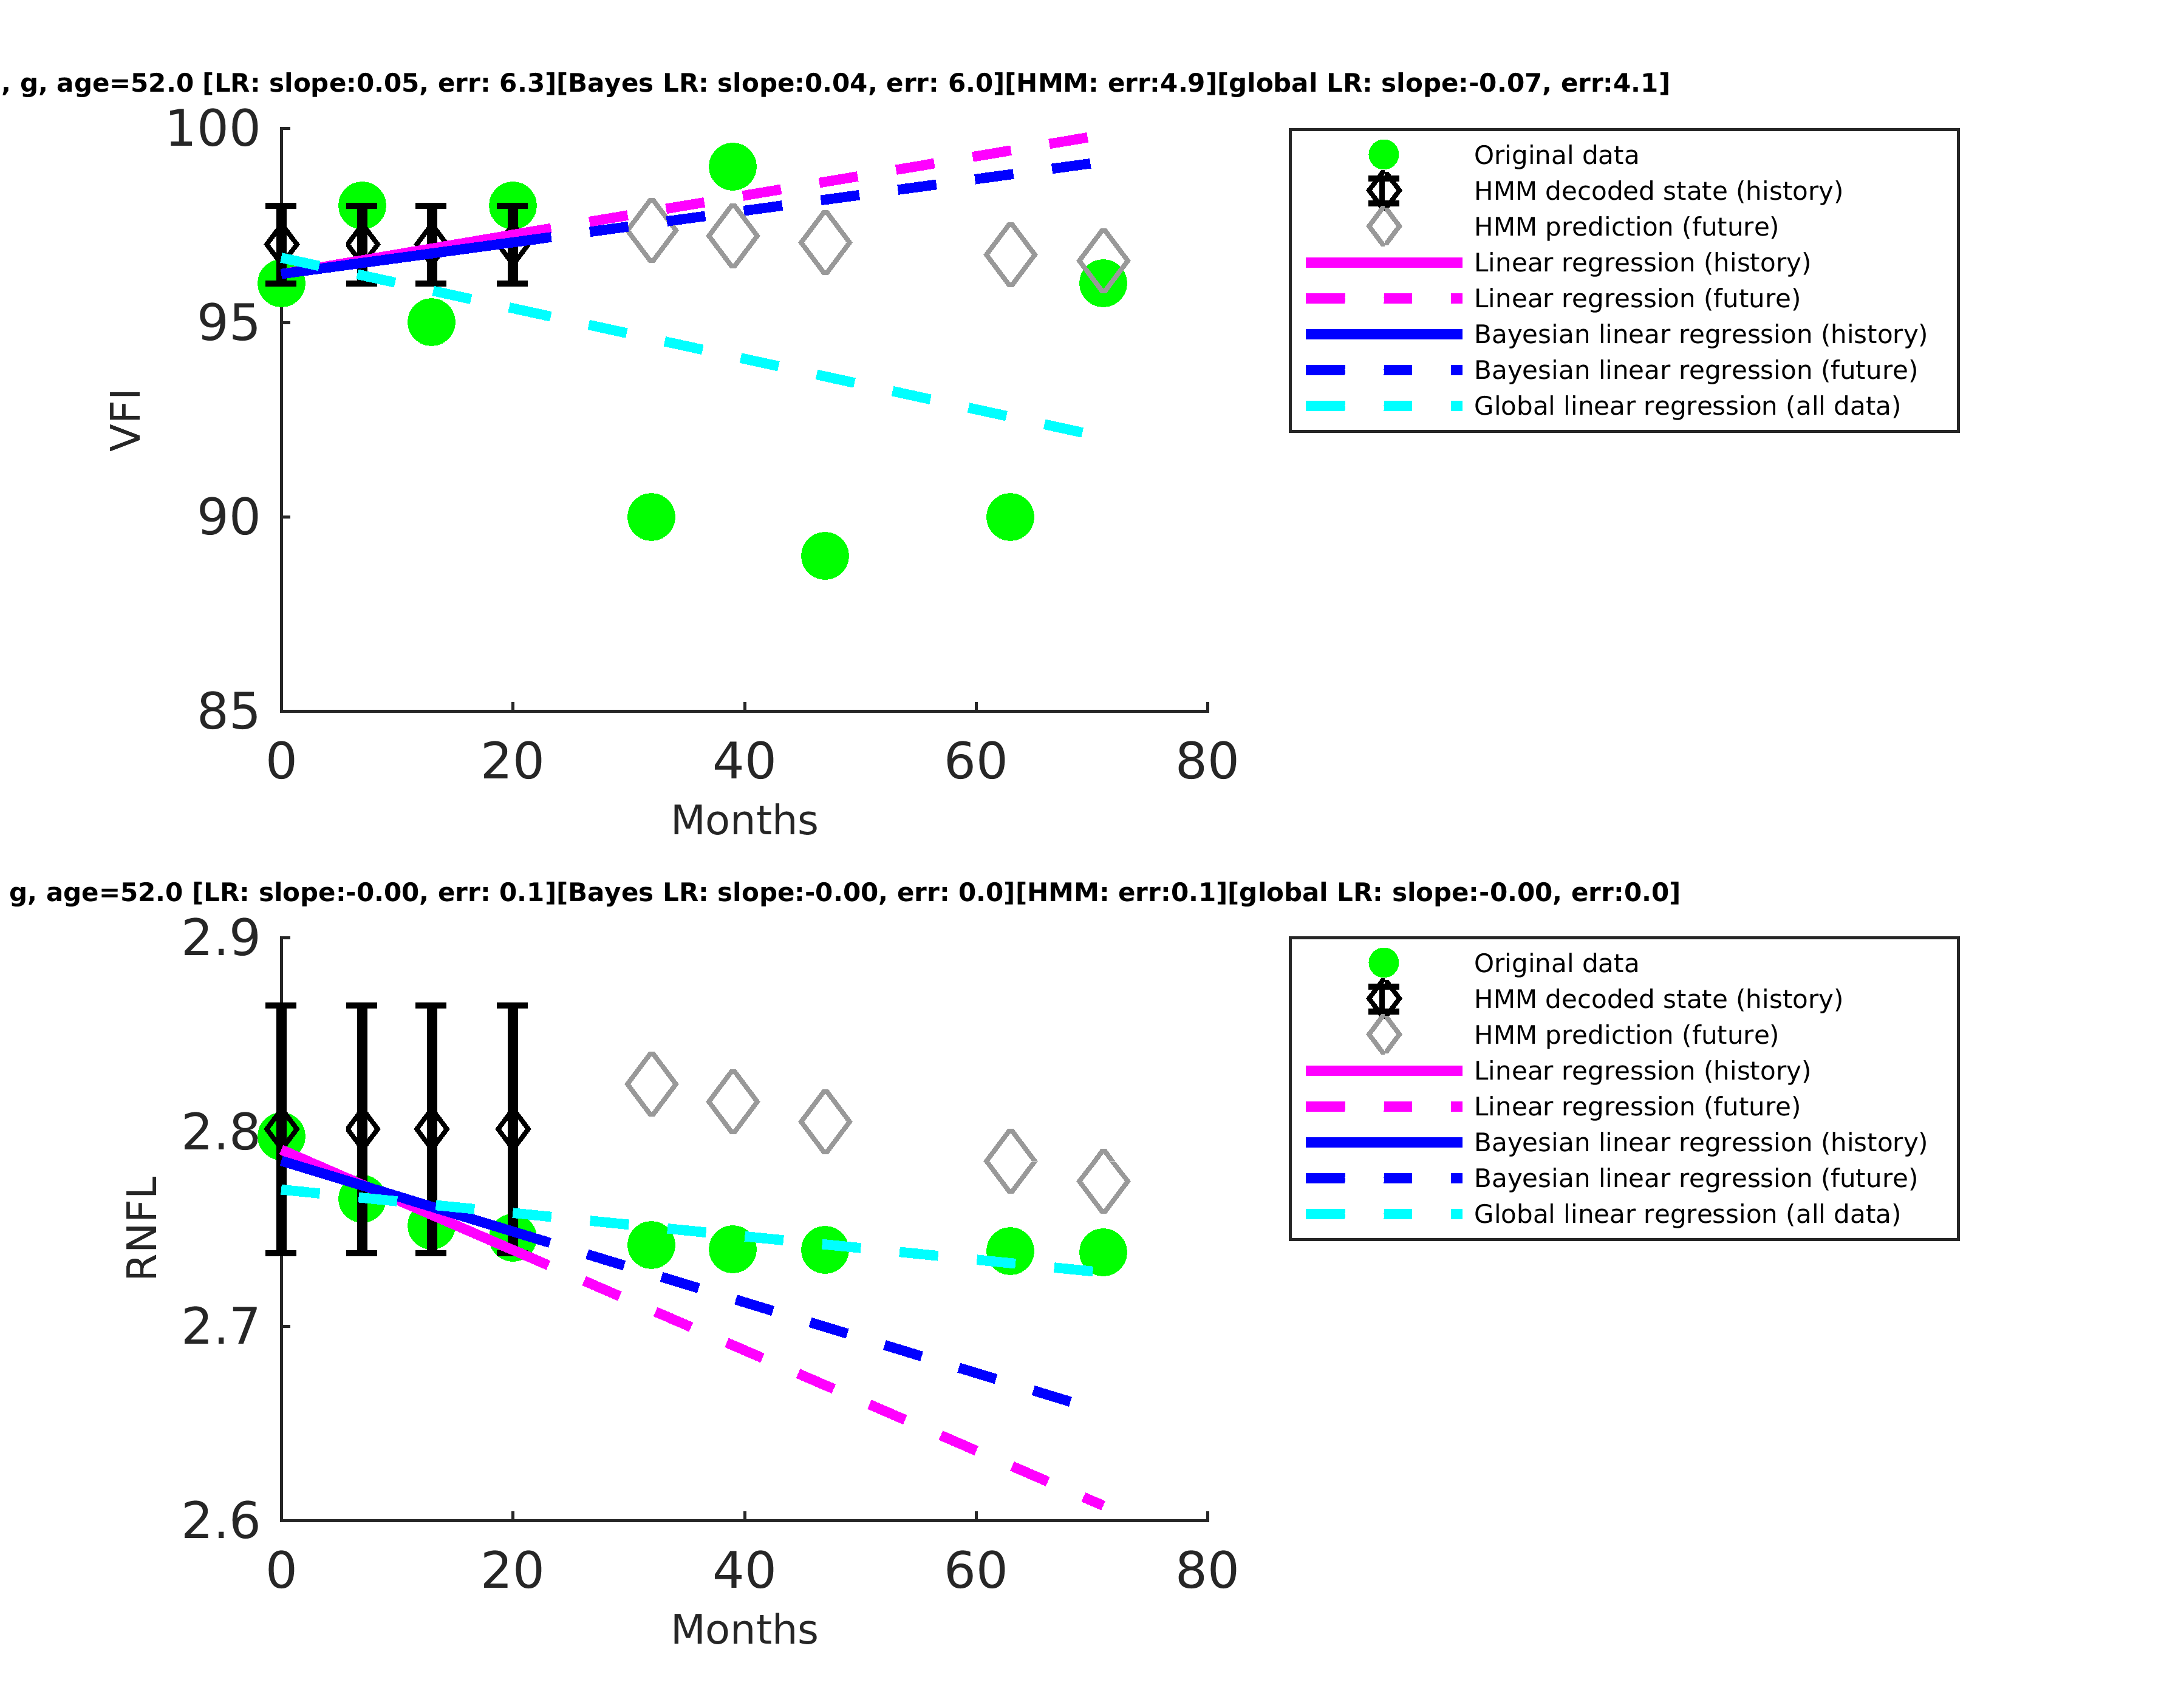 , g, age=52.0 [LR: slope:0.05, err: 6.3][Bayes LR: slope:0.04, err: 6.0][HMM: err:4.9][global LR: slope:-0.07, err:4.1]
100
95
90
85
VFI
0 20 40 60 80
Months
Original data
HMM decoded state (history)
HMM prediction (future)
Linear regression (history)
Linear regression (future)
Bayesian linear regression (history)
Bayesian linear regression (future)
Global linear regression (all data)
g, age=52.0 [LR: slope:-0.00, err: 0.1][Bayes LR: slope:-0.00, err: 0.0][HMM: err:0.1][global LR: slope:-0.00, err:0.0]
2.9
2.8
2.7
2.6
RNFL
0 20 40 60 80
Months
Original data
HMM decoded state (history)
HMM prediction (future)
Linear regression (history)
Linear regression (future)
Bayesian linear regression (history)
Bayesian linear regression (future)
Global linear regression (all data)